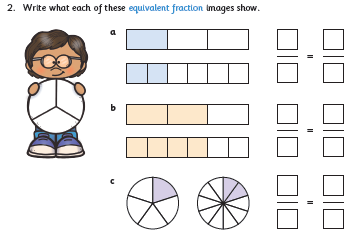 2. Write what each of these equivalent fraction images show.
a
=
b
=
c
=